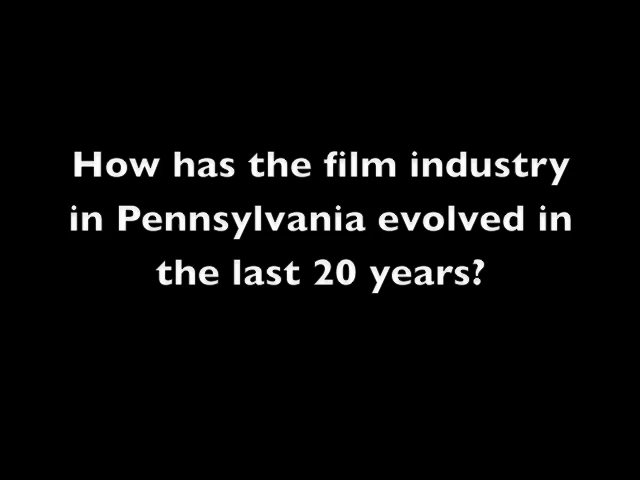 How has the film industry
in Pennsylvania evolved in
the last 20 years?